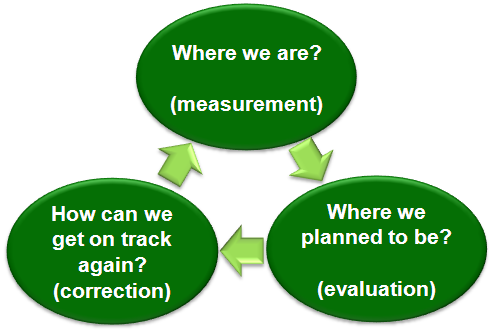 Where we are?
(measurement)
Where we
planned to be?
(evaluation)
How can we
get on track
again?
(correction)